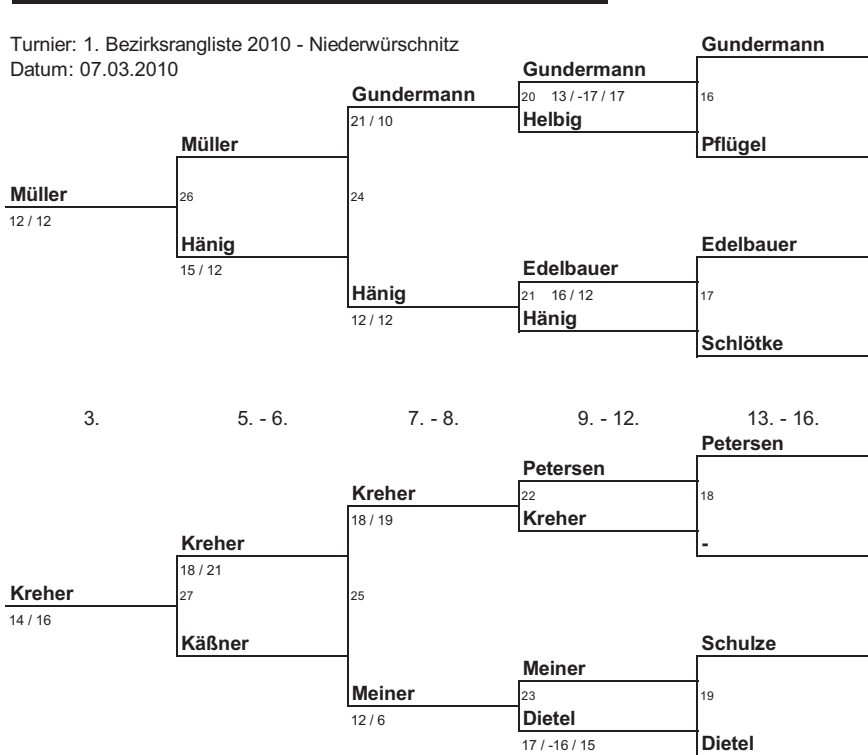 Turnier: 1. Bezirksrangliste 2010 - Niederwürschnitz
Datum: 07.03.2010
Gundermann
Gundermann
Gundermann
20 13 / -17 / 17
16
21 / 10
Helbig
Müller
Pflügel
Müller
26
24
12 / 12
Hänig
Edelbauer
15 / 12
Edelbauer
Hänig
21 16 / 12
17
12 / 12
Hänig
Schlötke
3. 5. - 6. 7. - 8. 9. - 12. 13. - 16.
Petersen
Petersen
Kreher
22
18
18 / 19
Kreher
Kreher
-
18 / 21
Kreher
27
25
14 / 16
Käßner
Schulze
Meiner
Meiner
23
19
12 / 6
Dietel
17 / -16 / 15
Dietel